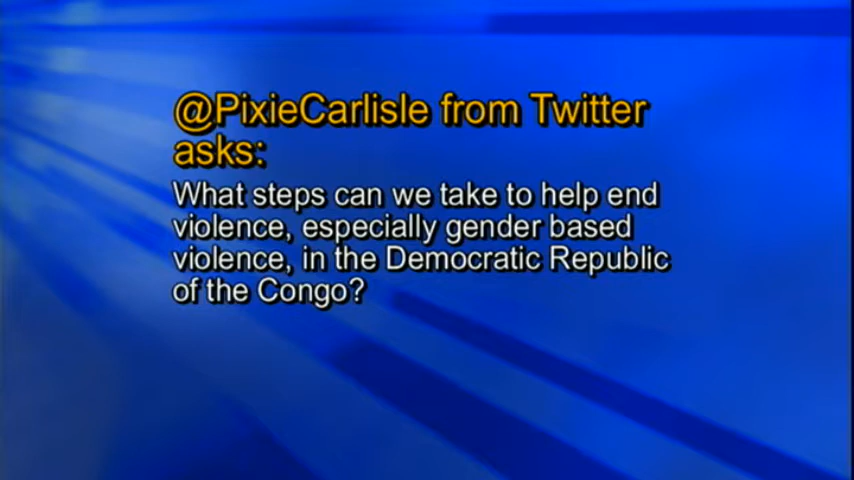 @PixieCarlisle from Twitter
asks:
What steps can we take to help end
violence, especially gender based
violence, in the Democratic Republic
of the Congo?